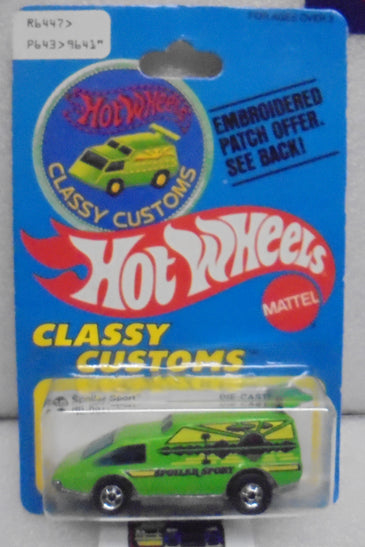 R6447>
P643>9641"
FOR AGES OVER 3
Hot Wheels
CLASSY CUSTOMS
EMBROIDERED
PATCH OFFER.
SEE BACK!
Hot Wheels
MATTEL
CLASSY
CUSTOMS
Spoiler Sport
DIE CAST
SPOILER SPORT